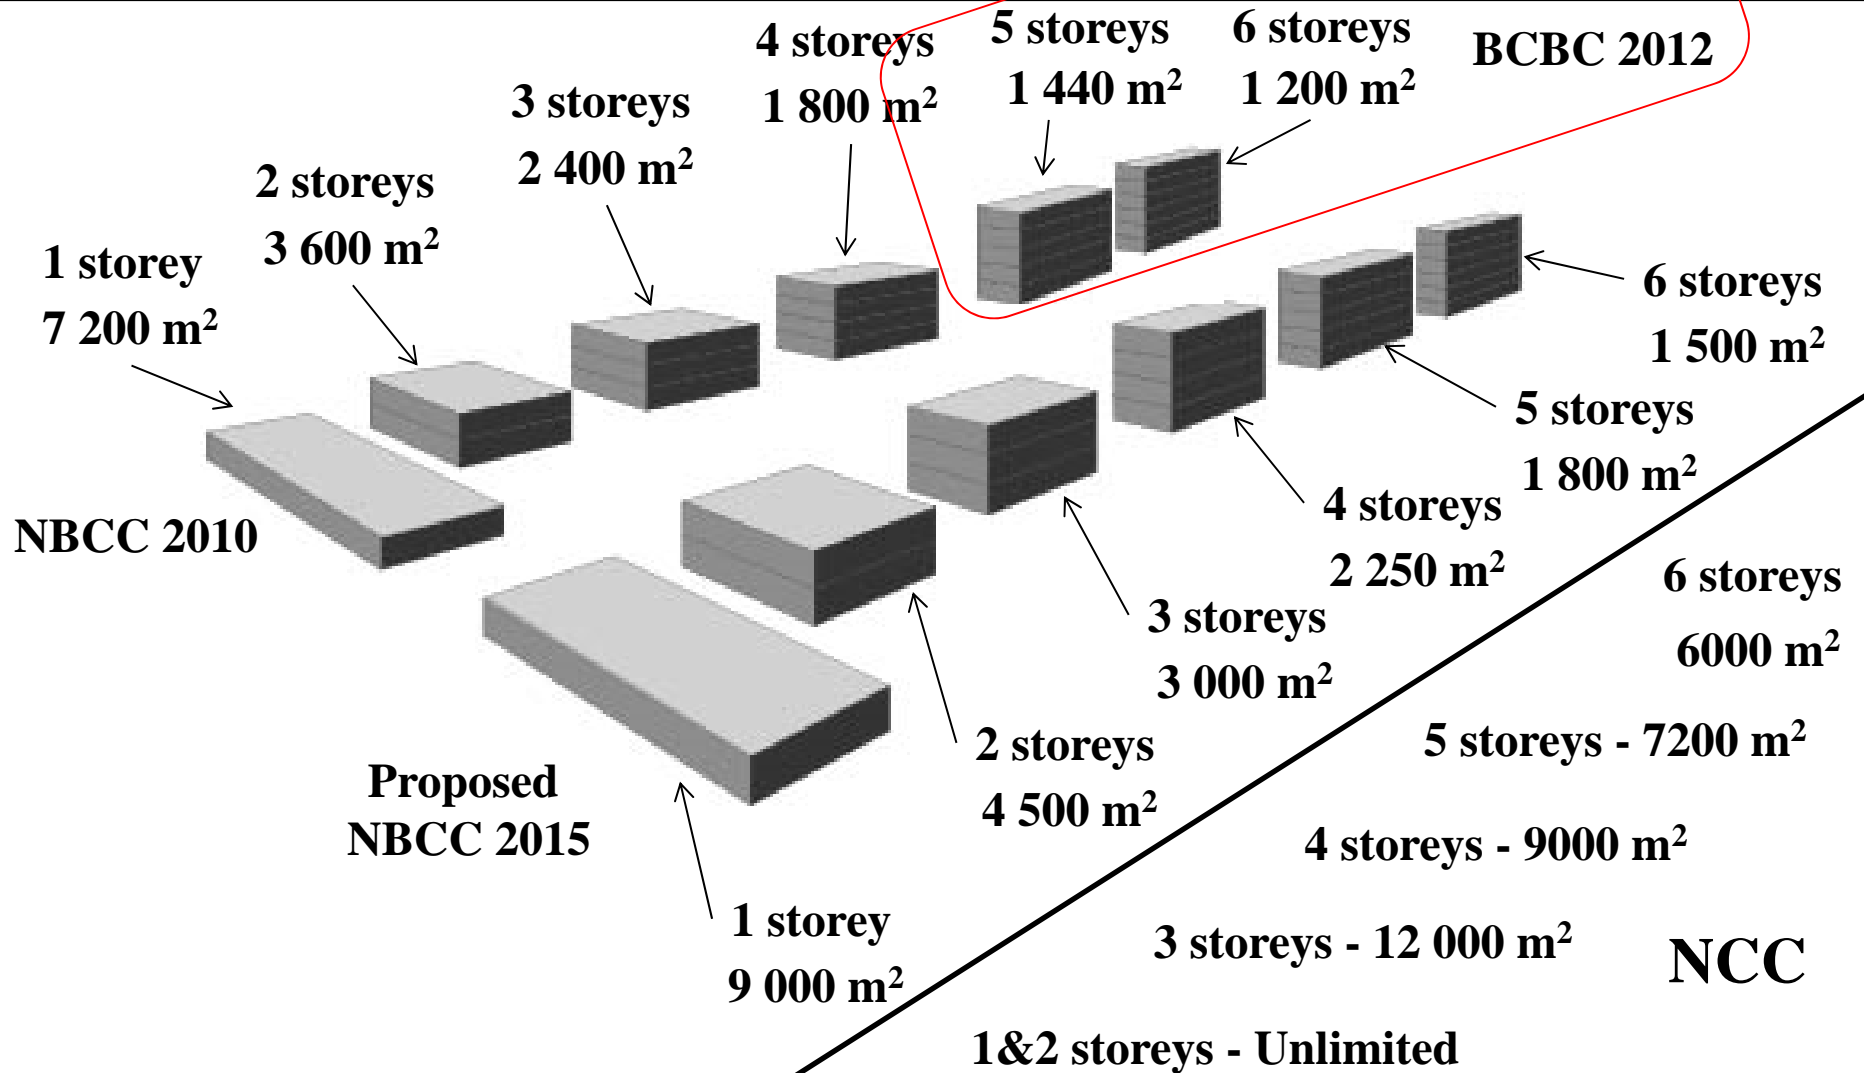 4 storeys
1 800 m²
5 storeys
1 440 m²
6 storeys
1 200 m²
BCBC 2012
3 storeys
2 400 m²
2 storeys
3 600 m²
1 storey
7 200 m²
NBCC 2010
6 storeys
1 500 m²
5 storeys
1 800 m²
4 storeys
2 250 m²
3 storeys
3 000 m²
2 storeys
4 500 m²
1 storey
9 000 m²
Proposed
NBCC 2015
6 storeys
6000 m²
5 storeys - 7200 m²
4 storeys - 9000 m²
3 storeys - 12 000 m²
NCC
1&2 storeys - Unlimited